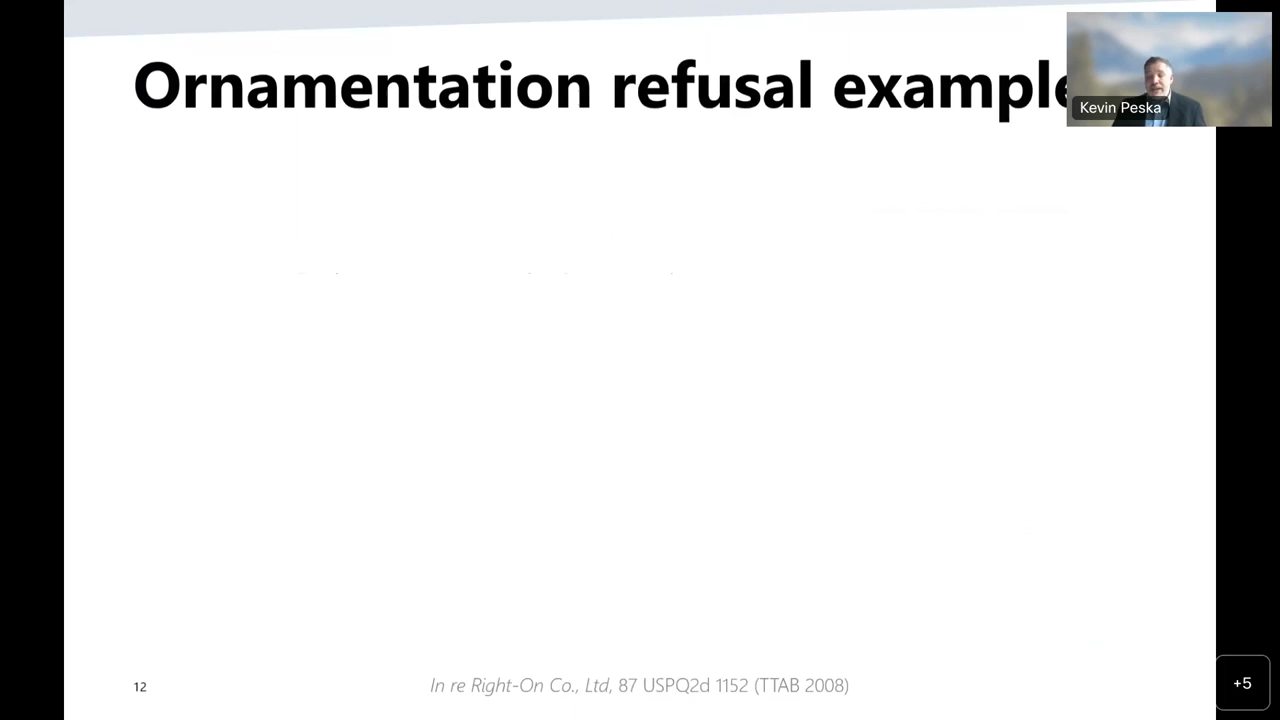 Ornamentation refusal example
Kevin Peska
12
In re Right-On Co., Ltd, 87 USPQ2d 1152 (TTAB 2008)
+5